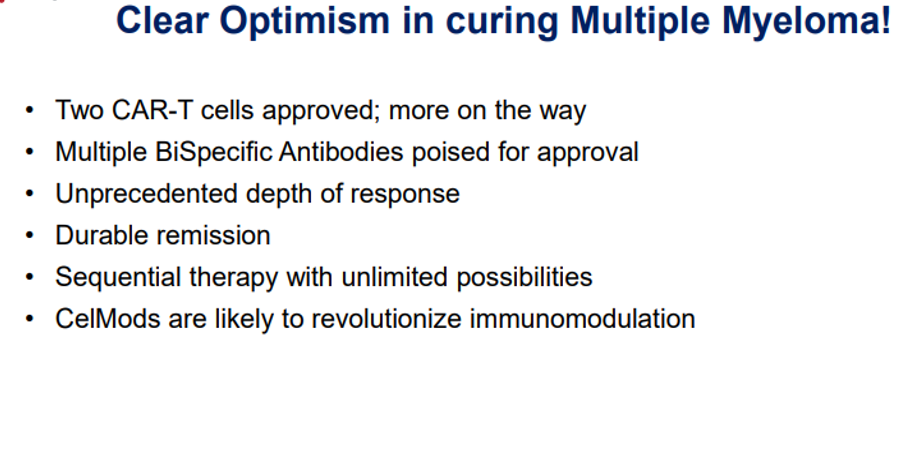 Clear Optimism in curing Multiple Myeloma!
• Two CAR-T cells approved; more on the way
• Multiple BiSpecific Antibodies poised for approval
• Unprecedented depth of response
• Durable remission
• Sequential therapy with unlimited possibilities
• CelMods are likely to revolutionize immunomodulation